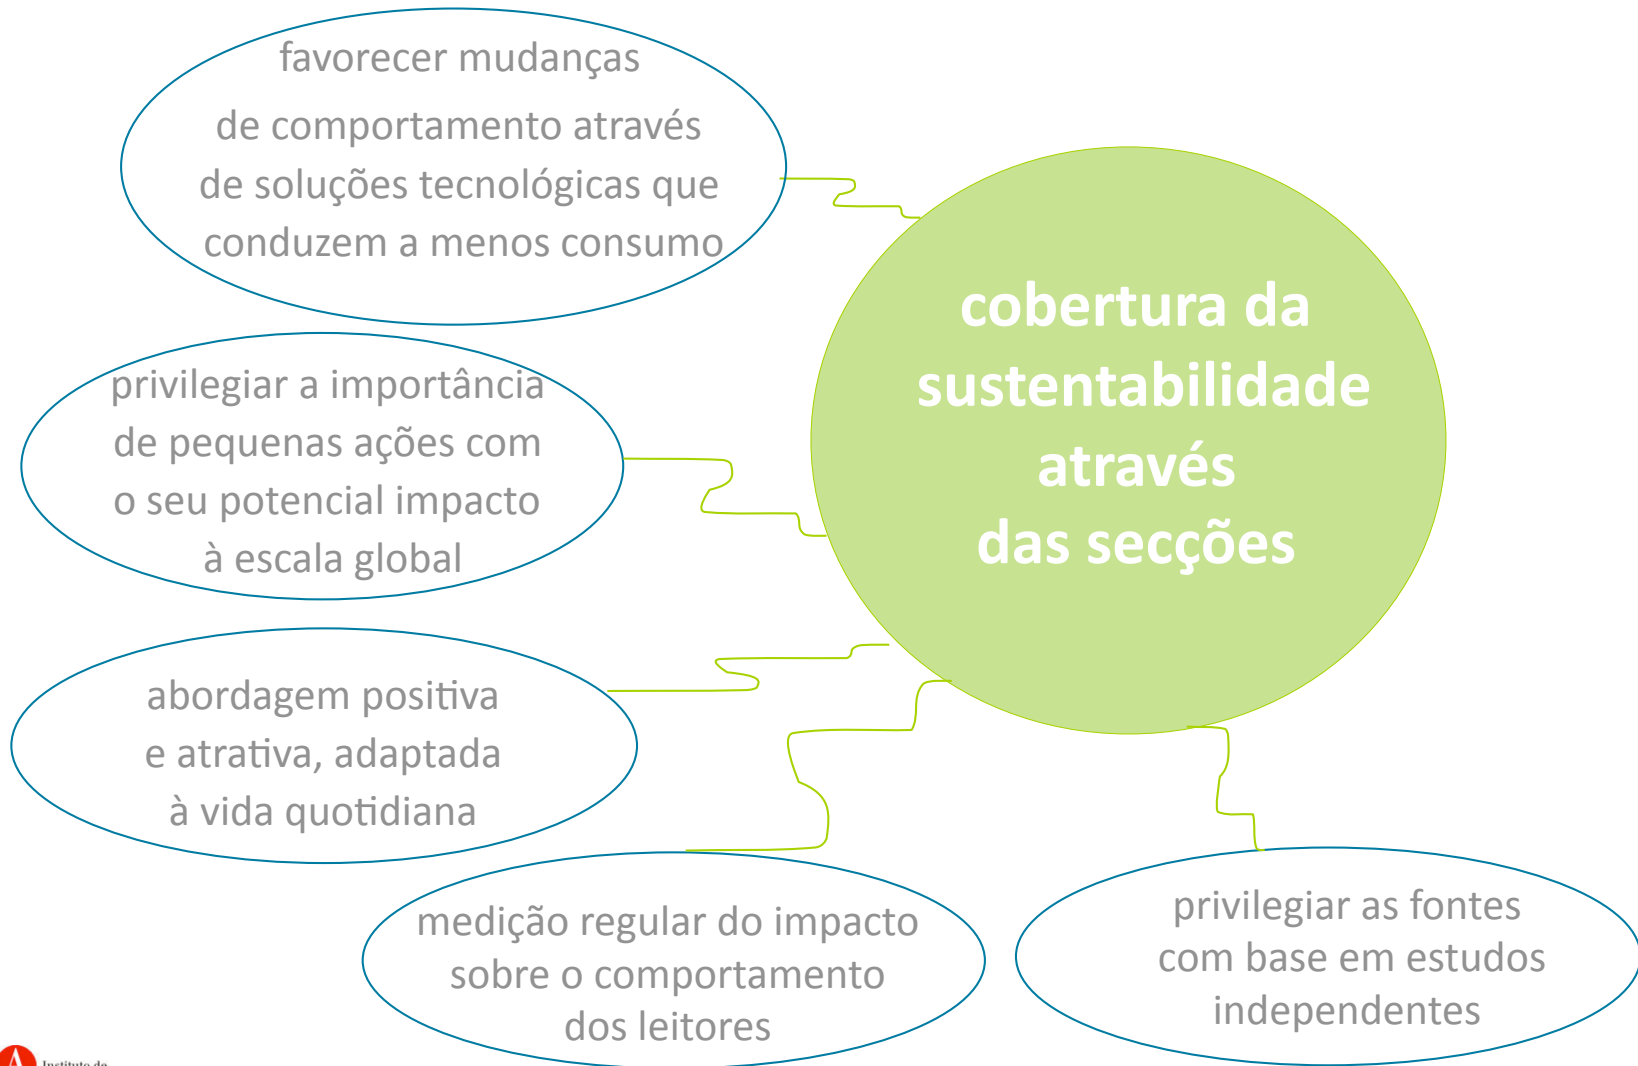 favorecer mudanças
de comportamento através
de soluções tecnológicas que
conduzem a menos consumo
cobertura da
sustentabilidade
através
das secções
privilegiar a importância
de pequenas ações com
o seu potencial impacto
à escala global
abordagem positiva
e atrativa, adaptada
à vida quotidiana
medição regular do impacto
sobre o comportamento
dos leitores
privilegiar as fontes
com base em estudos
independentes
Instituto do